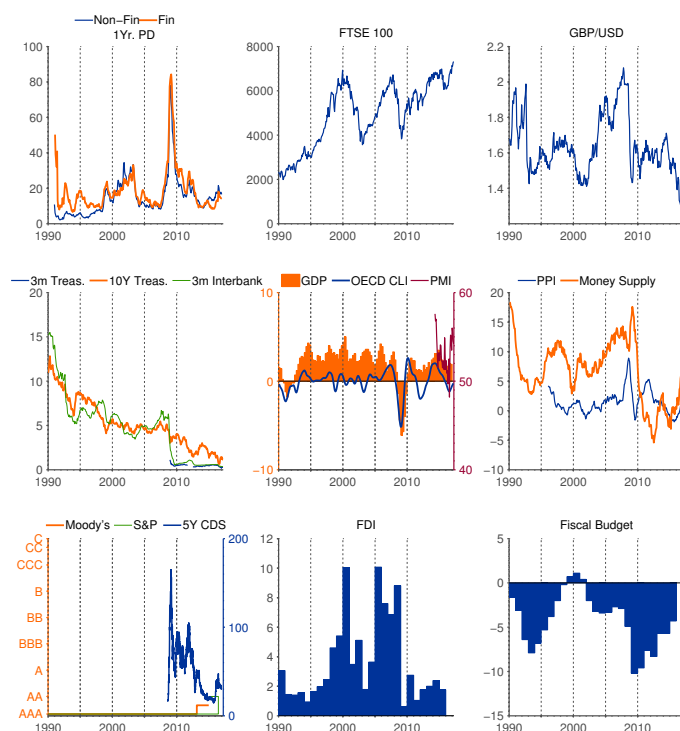 Non−Fin Fin
1Yr. PD
100
80
60
40
20
0
1990 2000 2010
FTSE 100
8000
6000
4000
2000
0
1990 2000 2010
GBP/USD
2.2
2
1.8
1.6
1.4
1990 2000 2010
3m Treas. 10Y Treas. 3m Interbank
20
15
10
5
0
1990 2000 2010
GDP OECD CLI PMI
10
0
−10
60
50
40
1990 2000 2010
PPI Money Supply
20
15
10
5
0
−5
−10
1990 2000 2010
Moody's S&P 5Y CDS
C
CC
CCC
B
BB
BBB
A
AA
AAA
200
100
0
1990 2000 2010
FDI
12
10
8
6
4
2
0
1990 2000 2010
Fiscal Budget
5
0
−5
−10
−15
1990 2000 2010